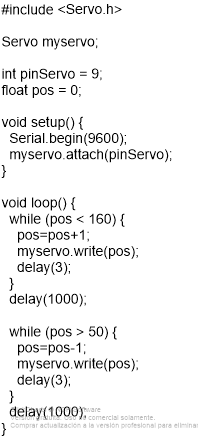 #include <Servo.h>
Servo myservo;
int pinServo = 9;
float pos = 0;
void setup() {
Serial.begin(9600);
myservo.attach(pinServo);
}
void loop() {
while (pos < 160) {
pos=pos+1;
myservo.write(pos);
delay(3);
}
delay(1000);
while (pos > 50) {
pos=pos-1;
myservo.write(pos);
delay(3);
}
delay(1000);
comercial solamente.
Comprar actualización a la versión profesional para eliminar
}